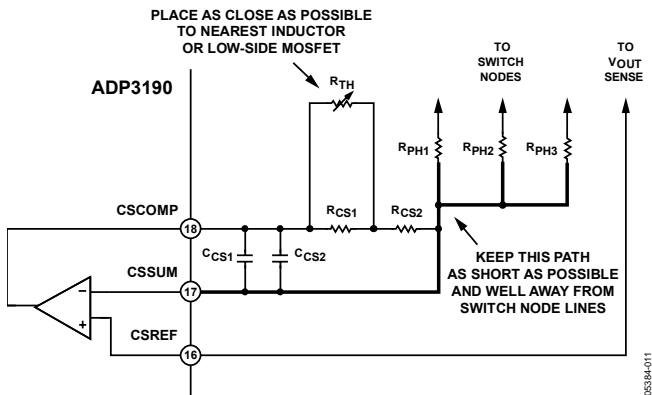 PLACE AS CLOSE AS POSSIBLE
TO NEAREST INDUCTOR
OR LOW-SIDE MOSFET
TO
SWITCH
NODES
TO
VOUT
SENSE
ADP3190
RTH
RPH1
RPH2
RPH3
CSCOMP
18
RCS1
RCS2
CCS1
CCS2
KEEP THIS PATH
AS SHORT AS POSSIBLE
AND WELL AWAY FROM
SWITCH NODE LINES
CSSUM
17
–
+
CSREF
16
05384-011